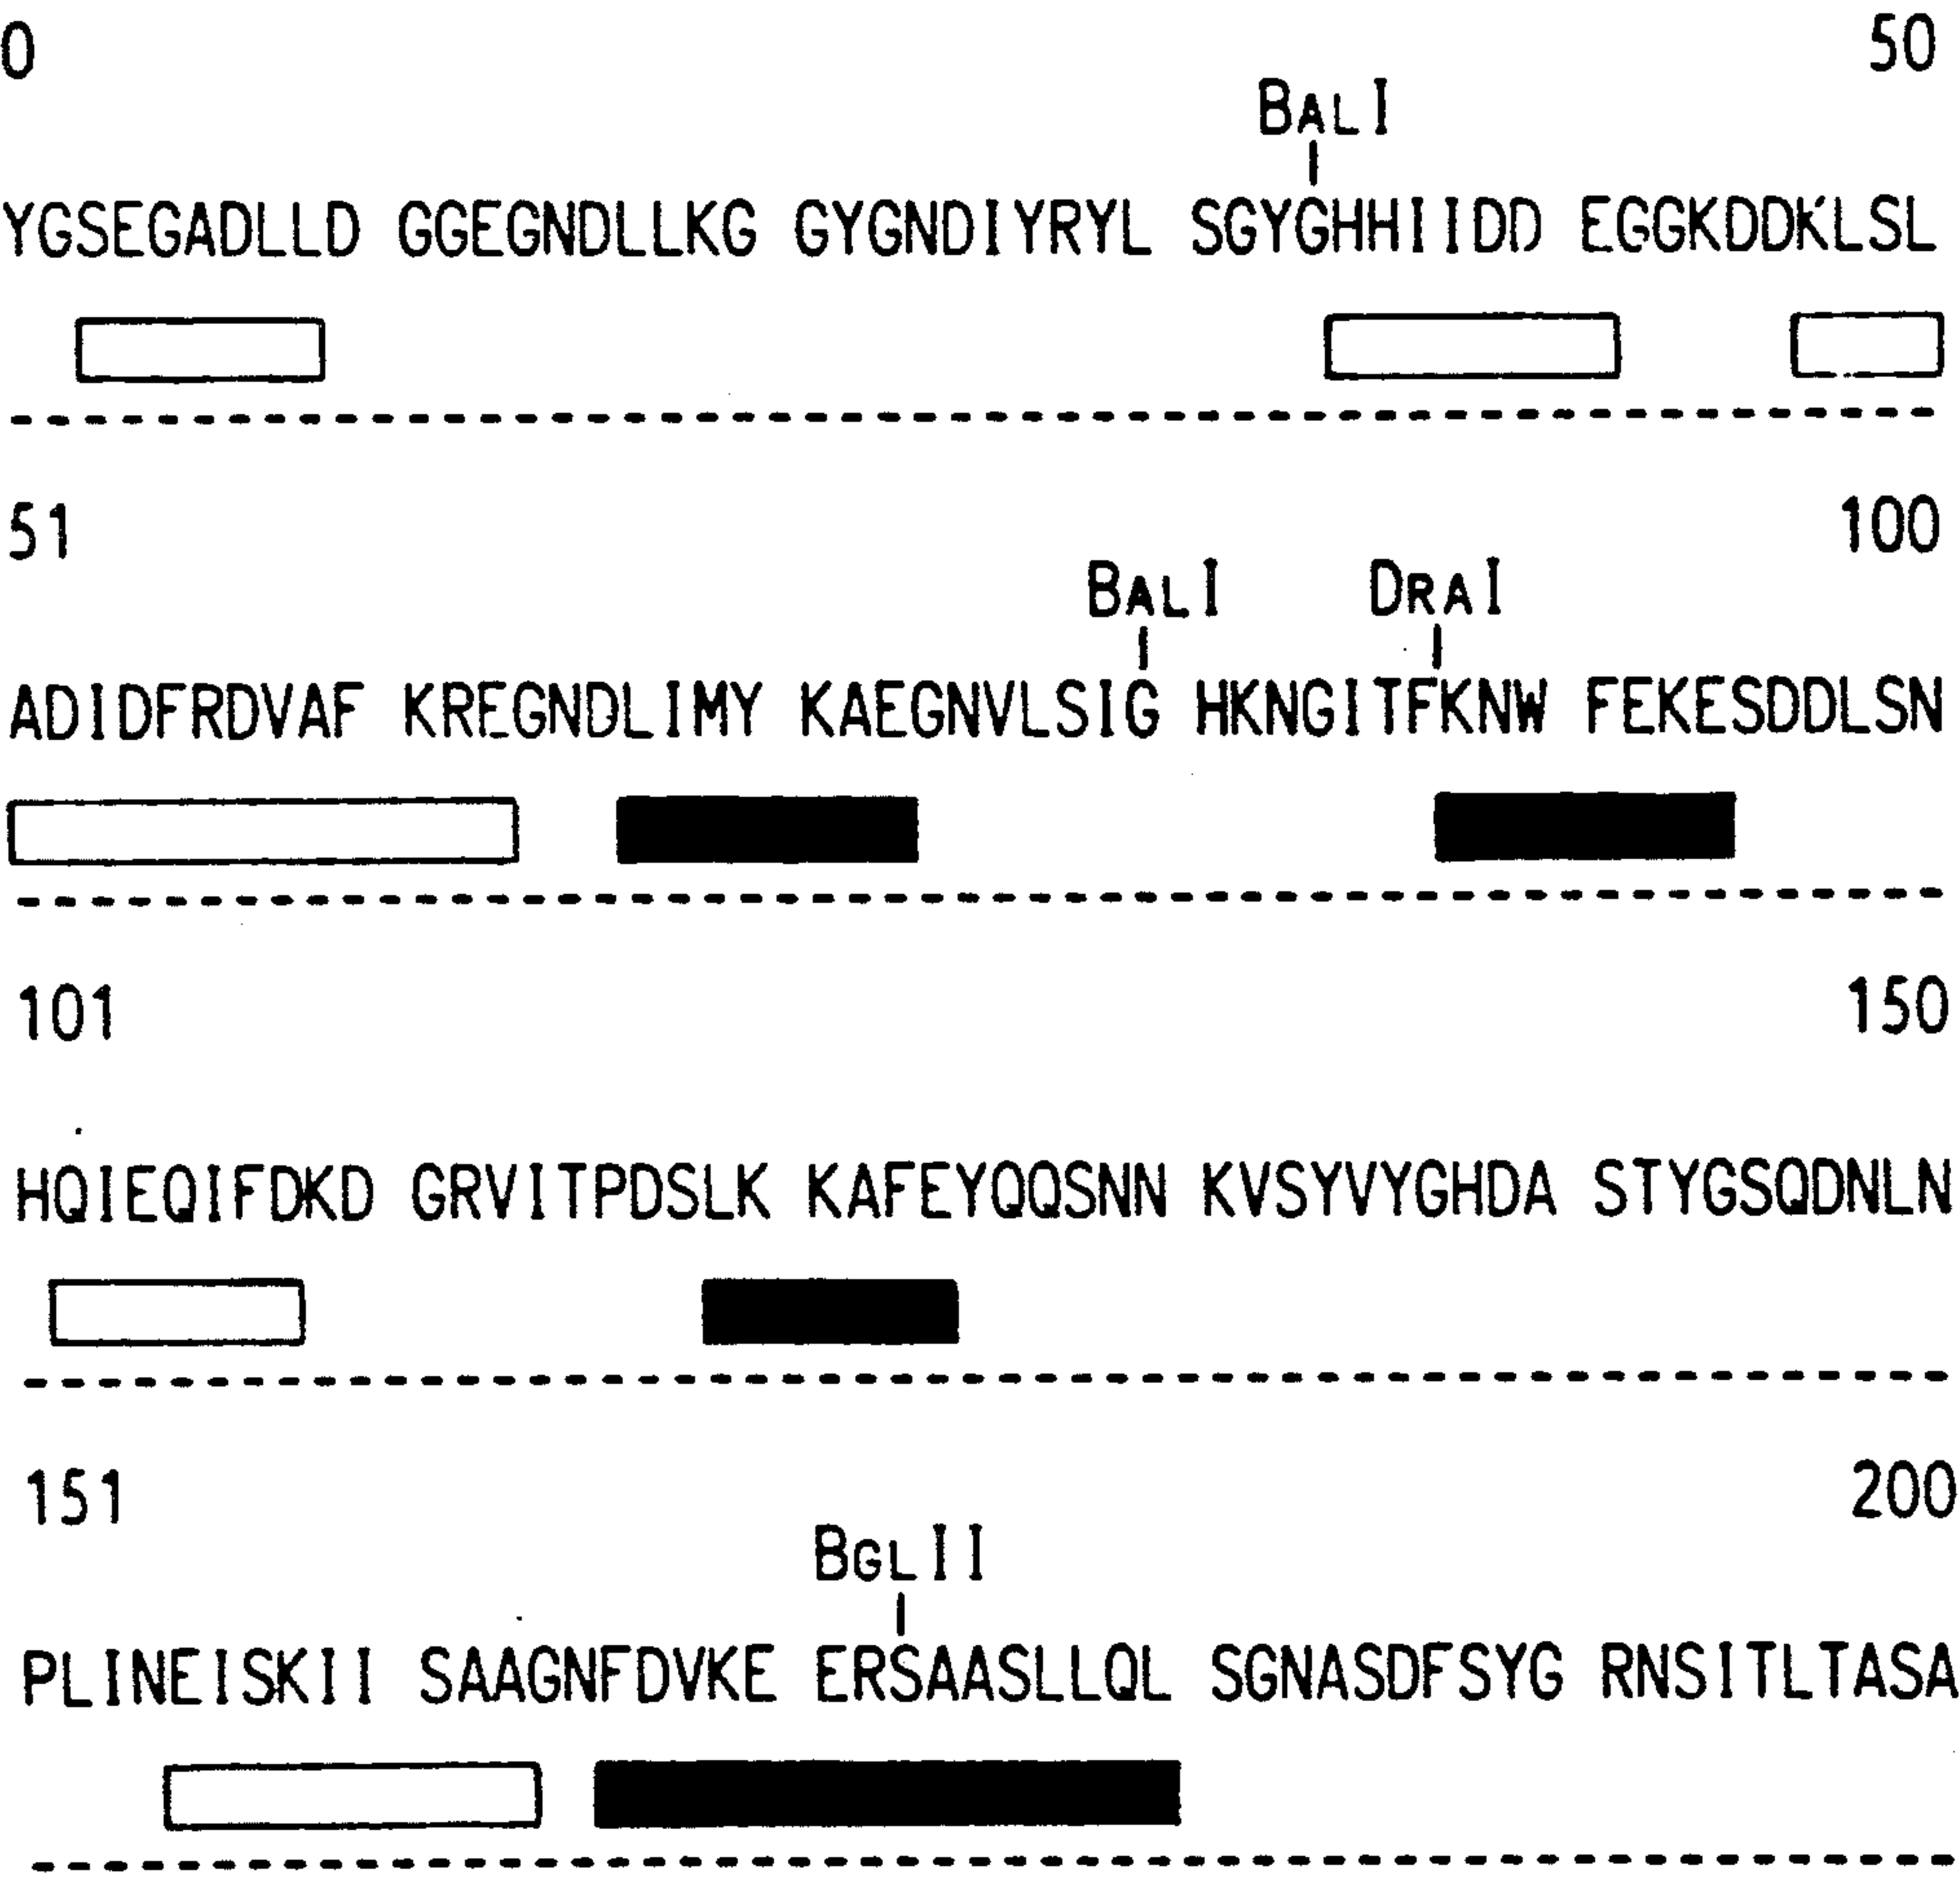 0 50
BalI
YGSEGADLLD GGEGNDLLKG GYGNDIYRYL SGYGHHIIDD EGGKDDKLSL
51 100
BalI DraI
ADIDFRDVAF KREGNDLIMY KAEGNVLSIG HKNGITFKNW FEKESDDLSN
101 150
HQIEQIFDKD GRVITPDSLK KAFEYQQSNN KVSYVYGHDA STYGSQDNLN
151 200
BglII
PLINEISKII SAAGNFDVKE ERSAASLLQL SGNASDFSYG RNSITLTASA